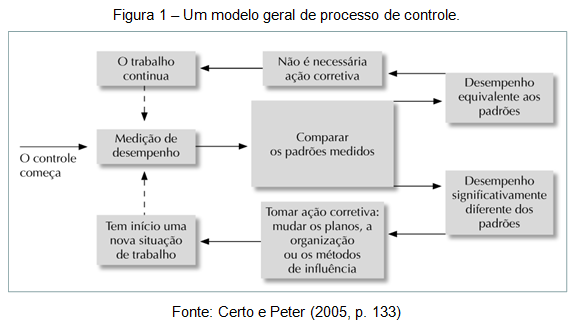 Figura 1 – Um modelo geral de processo de controle.
O trabalho
continua
Não é necessária
ação corretiva
Desempenho
equivalente aos
padrões
O controle
começa
Medição de
desempenho
Comparar
os padrões medidos
Desempenho
significativamente
diferente dos
padrões
Tem início uma
nova situação
de trabalho
Tomar ação corretiva:
mudar os planos, a
organização
ou os métodos
de influência
Fonte: Certo e Peter (2005, p. 133)